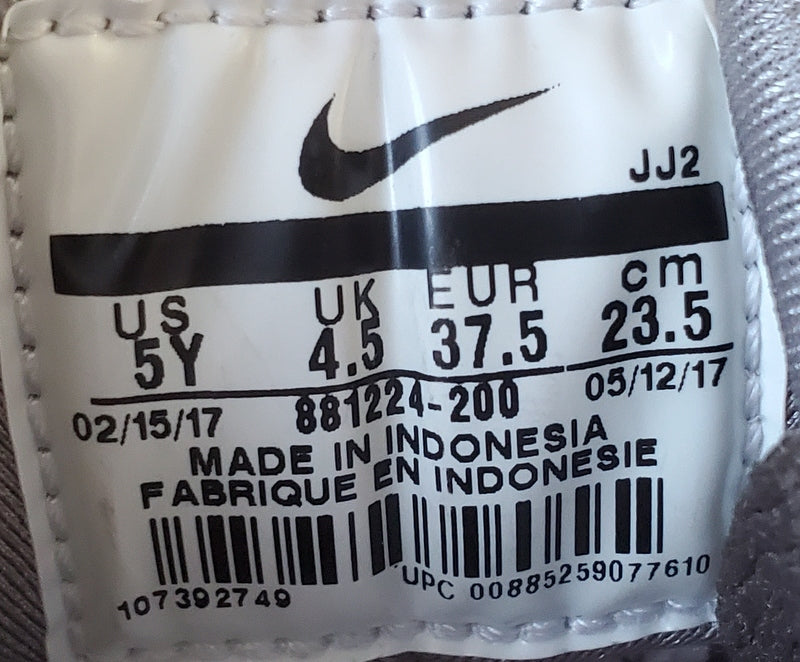 JJ2
US UK EUR cm
5Y 4.5 37.5 23.5
02/15/17 881224-200 05/12/17
MADE IN INDONESIA
FABRIQUE EN INDONESIE
107392749 UPC 00885259077610